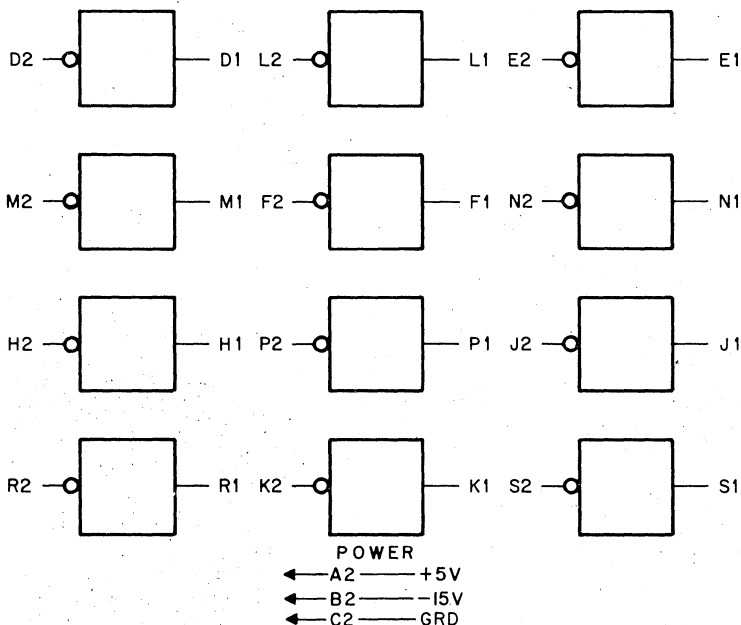 D2 D1 L2 L1 E2 E1
M2 M1 F2 F1 N2 N1
H2 H1 P2 P1 J2 J1
R2 R1 K2 K1 S2 S1
POWER
A2 +5V
B2 -15V
C2 GRD